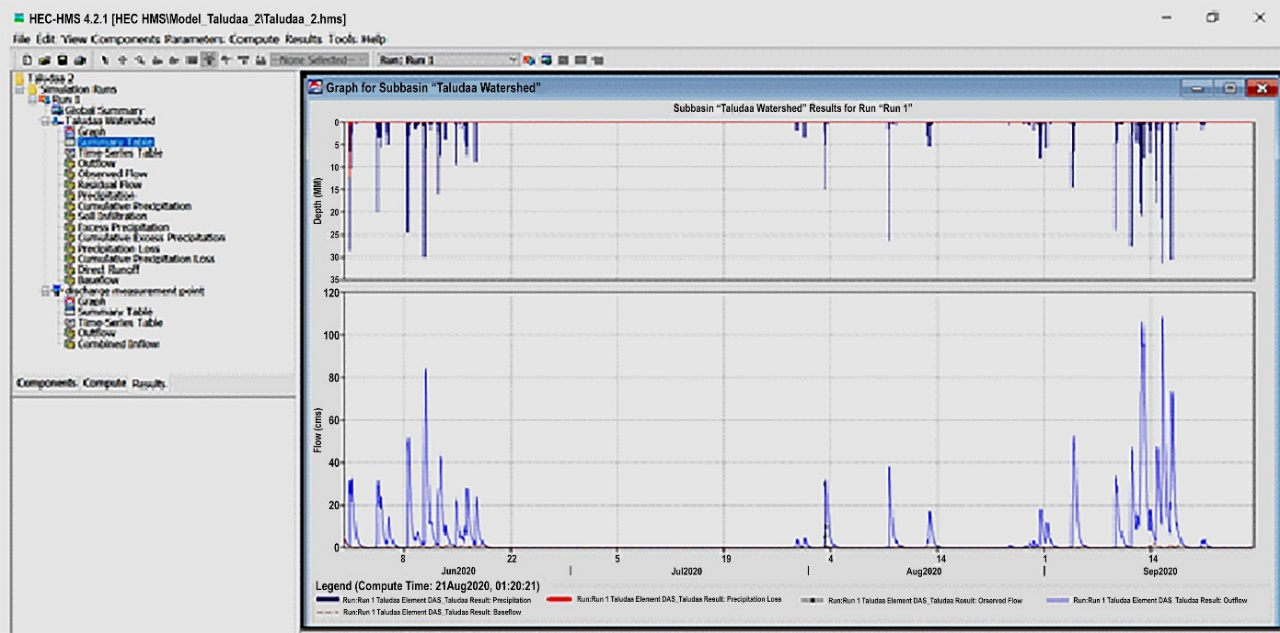 HEC-HMS 4.2.1 [HEC HMS\Model_Taludaa_2\Taludaa_2.hms]
File Edit View Components Parameters Compute Results Tools Help
--None Selected-- Run: Run 1
Taludaa 2
Simulation Runs
Run 1
Global Summary
Taludaa Watershed
Graph
Summary Table
Time-Series Table
Outflow
Observed Flow
Residual Flow
Precipitation
Cumulative Precipitation
Soil Infiltration
Excess Precipitation
Cumulative Excess Precipitation
Precipitation Loss
Cumulative Precipitation Loss
Direct Runoff
Baseflow
discharge measurement point
Graph
Summary Table
Time-Series Table
Outflow
Combined Inflow
Components Compute Results
Graph for Subbasin “Taludaa Watershed”
Subbasin “Taludaa Watershed” Results for Run “Run 1”
Depth (MM)
0
5
10
15
20
25
30
35
Flow (cms)
120
100
80
60
40
20
0
8 22 5 19 4 14 1 14
Jun2020 Jul2020 Aug2020 Sep2020
Legend (Compute Time: 21Aug2020, 01:20:21)
Run:Run 1 Taludaa Element DAS_Taludaa Result: Precipitation
Run:Run 1 Taludaa Element DAS_Taludaa Result: Precipitation Loss
Run:Run 1 Taludaa Element DAS_Taludaa Result: Orserved Flow
Run:Run 1 Taludaa Element DAS_Taludaa Result: Outflow
Run:Run 1 Taludaa Element DAS_Taludaa Result: Baseflow